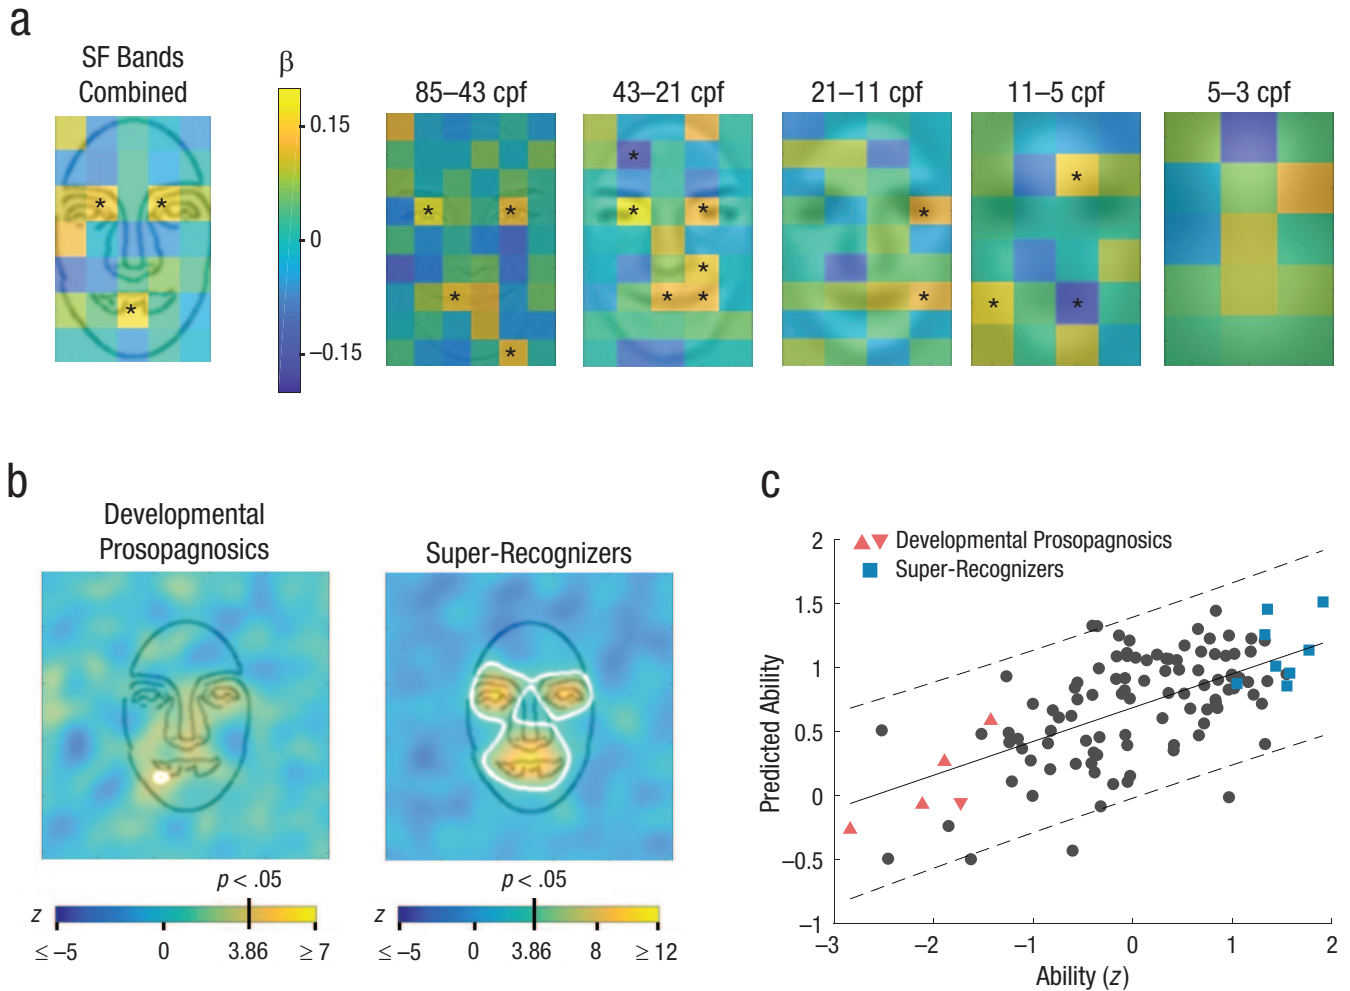 a
SF Bands
Combined
β
0.15
0
–0.15
85–43 cpf
43–21 cpf
21–11 cpf
11–5 cpf
5–3 cpf
* *
*
* *
*
*
*
* *
*
* *
*
*
*
* *
b
Developmental
Prosopagnosics
Super-Recognizers
p < .05
z
≤ –5
0
3.86
≥ 7
p < .05
z
≤ –5
0
3.86
8
≥ 12
c
Developmental Prosopagnosics
Super-Recognizers
Predicted Ability
2
1.5
1
0.5
0
–0.5
–1
–3
–2
–1
0
1
2
Ability (z)